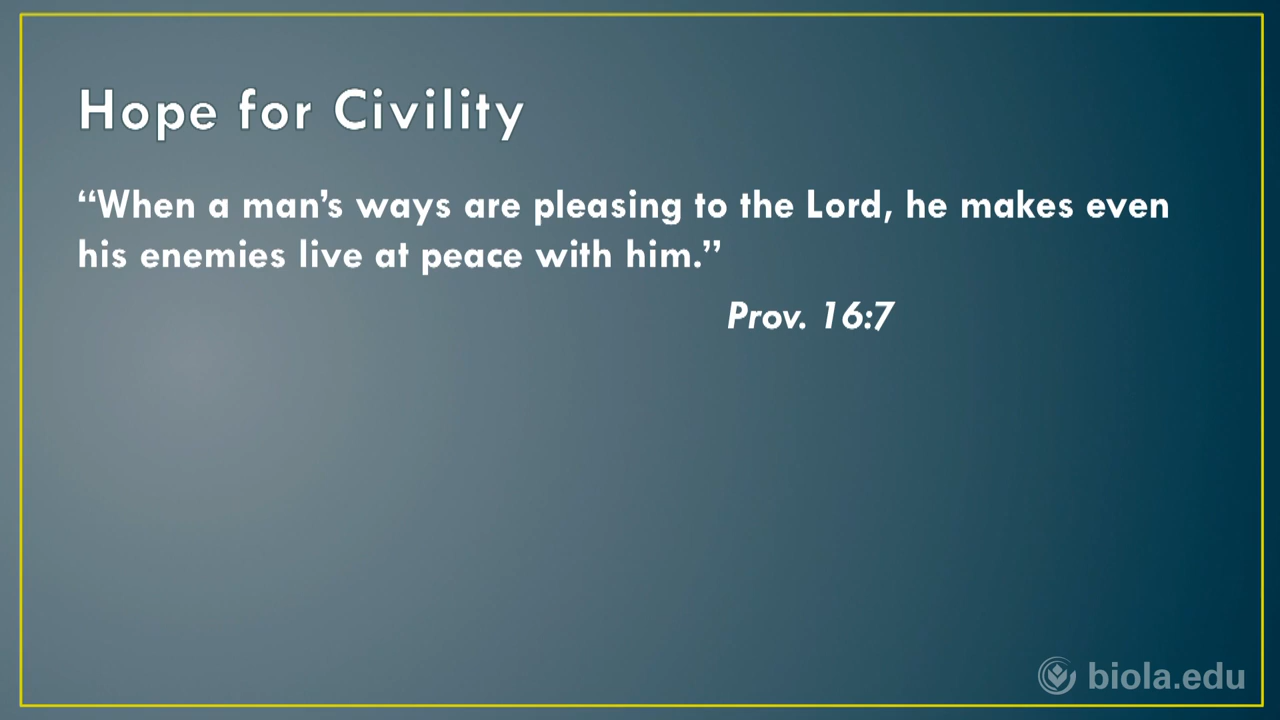 Hope for Civility
“When a man’s ways are pleasing to the Lord, he makes even
his enemies live at peace with him.”
Prov. 16:7
biola.edu